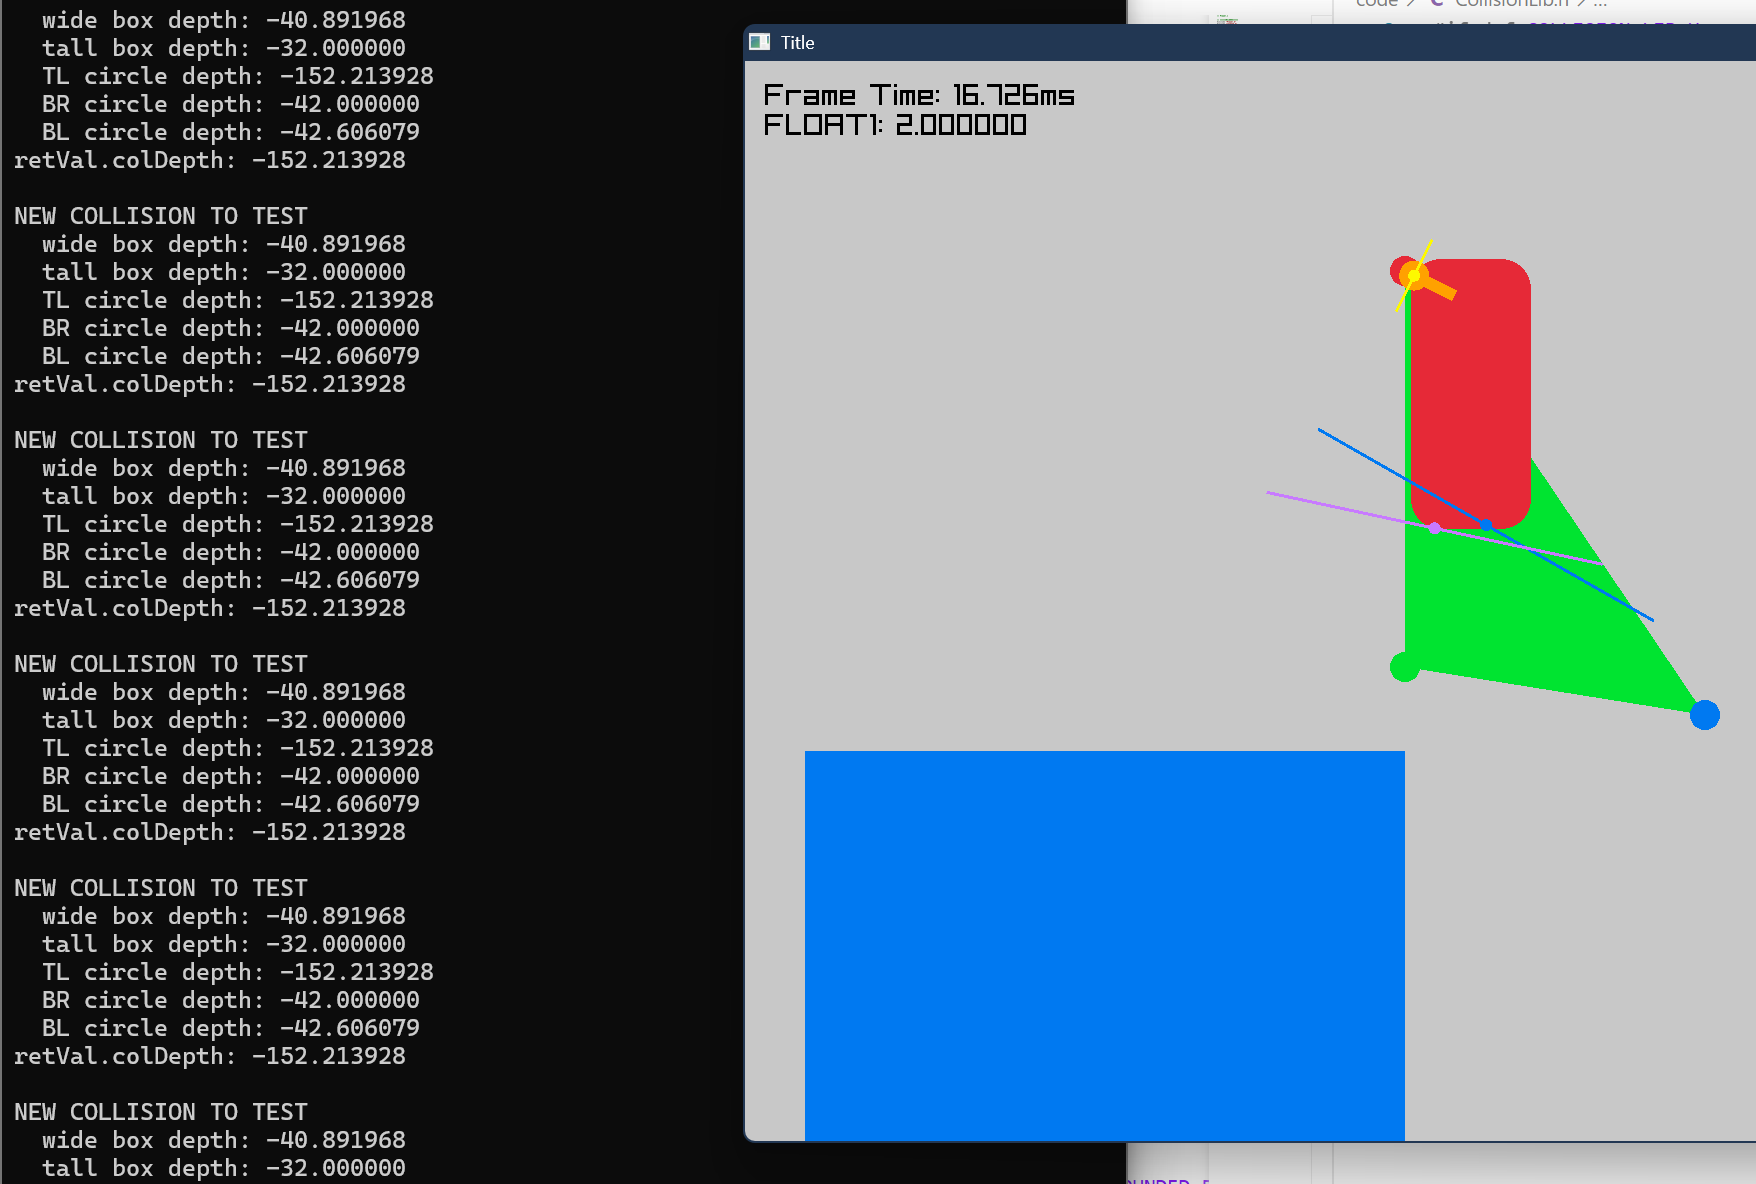 wide box depth: -40.891968
tall box depth: -32.000000
TL circle depth: -152.213928
BR circle depth: -42.000000
BL circle depth: -42.606079
retVal.colDepth: -152.213928
NEW COLLISION TO TEST
wide box depth: -40.891968
tall box depth: -32.000000
TL circle depth: -152.213928
BR circle depth: -42.000000
BL circle depth: -42.606079
retVal.colDepth: -152.213928
NEW COLLISION TO TEST
wide box depth: -40.891968
tall box depth: -32.000000
TL circle depth: -152.213928
BR circle depth: -42.000000
BL circle depth: -42.606079
retVal.colDepth: -152.213928
NEW COLLISION TO TEST
wide box depth: -40.891968
tall box depth: -32.000000
TL circle depth: -152.213928
BR circle depth: -42.000000
BL circle depth: -42.606079
retVal.colDepth: -152.213928
NEW COLLISION TO TEST
wide box depth: -40.891968
tall box depth: -32.000000
TL circle depth: -152.213928
BR circle depth: -42.000000
BL circle depth: -42.606079
retVal.colDepth: -152.213928
NEW COLLISION TO TEST
wide box depth: -40.891968
tall box depth: -32.000000
code > C CollisionLib.h > ...
Title
Frame Time: 16.726ms
FLOAT1: 2.000000